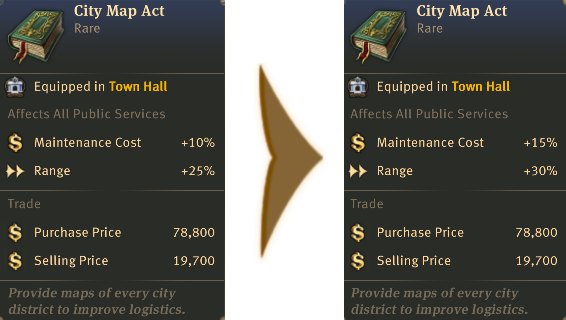 City Map Act
Rare
Equipped in Town Hall
Affects All Public Services
Maintenance Cost +10%
Range +25%
Trade
Purchase Price 78,800
Selling Price 19,700
Provide maps of every city
district to improve logistics.
City Map Act
Rare
Equipped in Town Hall
Affects All Public Services
Maintenance Cost +15%
Range +30%
Trade
Purchase Price 78,800
Selling Price 19,700
Provide maps of every city
district to improve logistics.